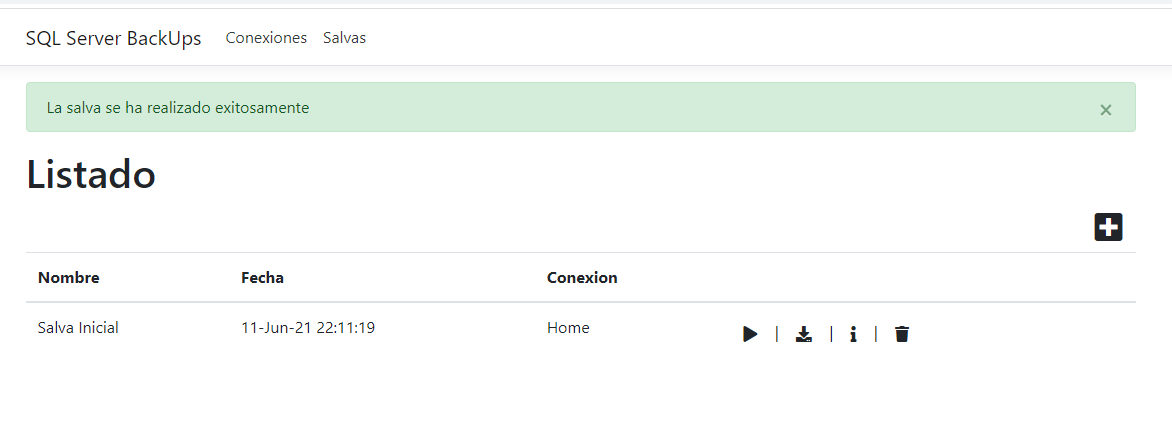 SQL Server BackUps Conexiones Salvas
La salva se ha realizado exitosamente ×
Listado
Nombre Fecha Conexion
Salva Inicial 11-Jun-21 22:11:19 Home | | |